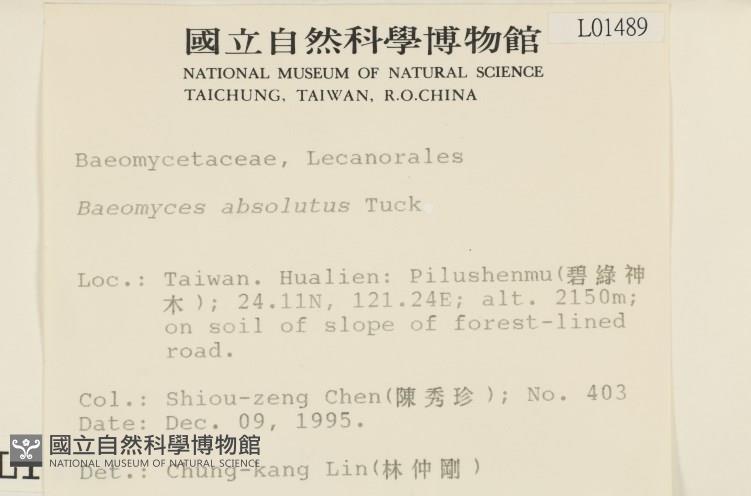 國立自然科學博物館 L01489
NATIONAL MUSEUM OF NATURAL SCIENCE
TAICHUNG, TAIWAN, R.O.CHINA
Baeomycetaceae, Lecanorales
Baeomyces absolutus Tuck.
Loc.: Taiwan. Hualien: Pilushenmu(碧綠神
木); 24.11N, 121.24E; alt. 2150m;
on soil of slope of forest-lined
road.
Col.: Shiou-zeng Chen(陳秀珍); No. 403
Date: Dec. 09, 1995.
國立自然科學博物館
NATIONAL MUSEUM OF NATURAL SCIENCE
Det.: Chung-kang Lin(林仲剛)